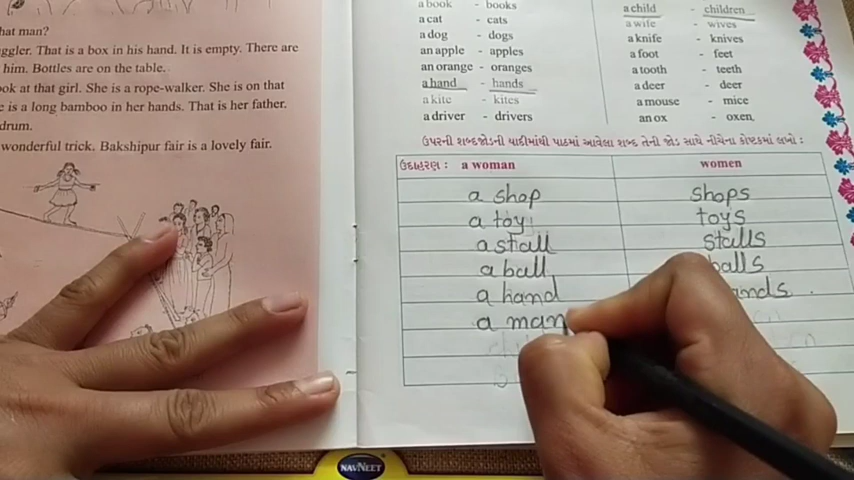 hat man?
ggler. That is a box in his hand. It is empty. There are
him. Bottles are on the table.
ok at that girl. She is a rope-walker. She is on that
e is a long bamboo in her hands. That is her father.
drum.
wonderful trick. Bakshipur fair is a lovely fair.
a book - books
a cat - cats
a dog - dogs
an apple - apples
an orange - oranges
a hand - hands
a kite - kites
a driver - drivers
a child - children
a wife - wives
a knife - knives
a foot - feet
a tooth - teeth
a deer - deer
a mouse - mice
an ox - oxen
ઉપરની શબ્દજોડની યાદીમાંથી પાઠમાં આવેલા શબ્દ તેની જોડ સાથે નીચેના કોષ્ટકમાં લખો :
ઉદાહરણ : a woman women
a shop shops
a toy toys
a stall stalls
a ball balls
a hand ands
a man
NAVNEET